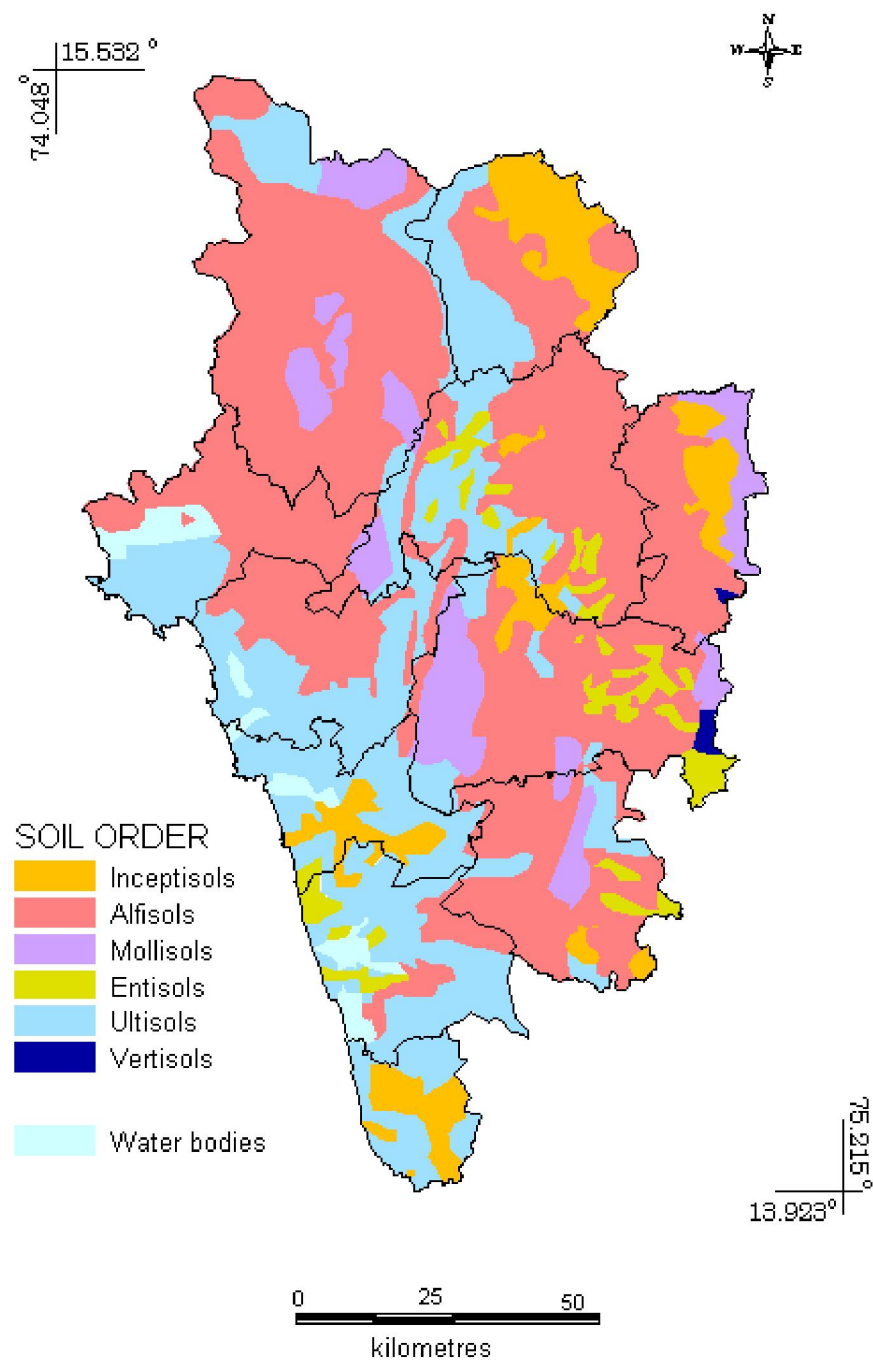 15.532 °
74.048°
N
W E
S
SOIL ORDER
Inceptisols
Alfisols
Mollisols
Entisols
Ultisols
Vertisols
Water bodies
75.215°
13.923°
0 25 50
kilometres